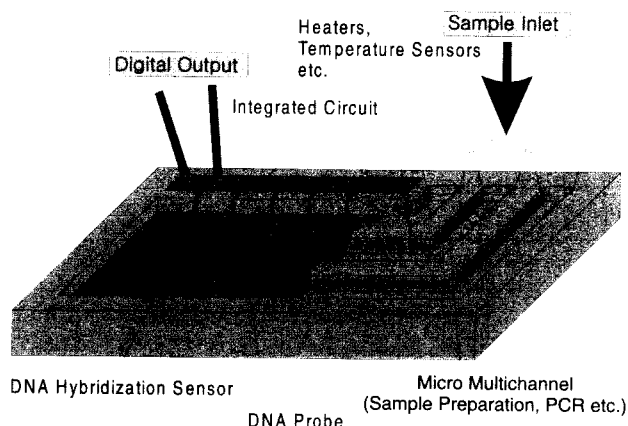 Heaters,
Temperature Sensors
etc.
Sample Inlet
Digital Output
Integrated Circuit
DNA Hybridization Sensor
Micro Multichannel
(Sample Preparation, PCR etc.)
DNA Probe